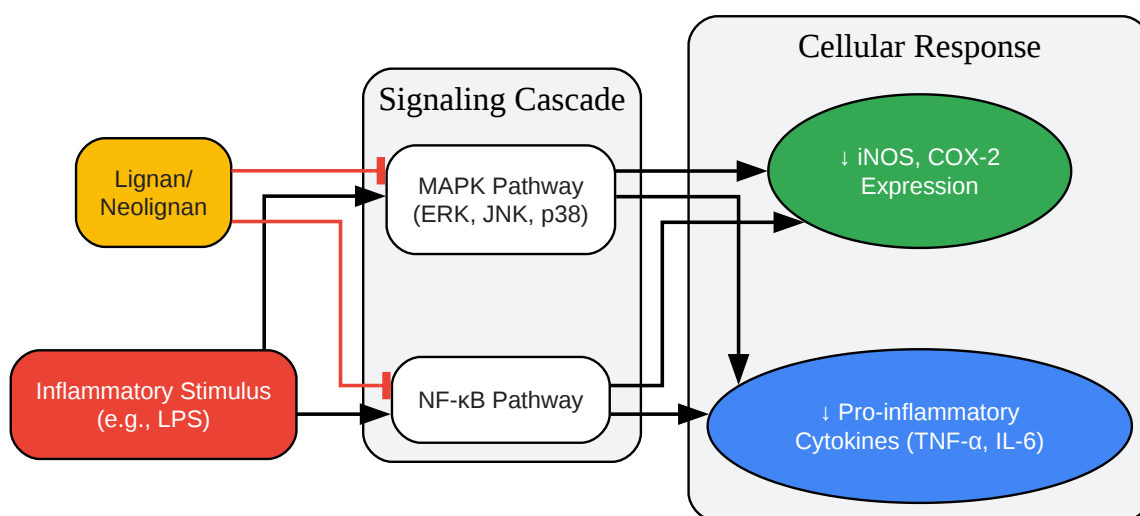 Cellular Response
Signaling Cascade
Lignan/
Neolignan
MAPK Pathway
(ERK, JNK, p38)
↓ iNOS, COX-2
Expression
Inflammatory Stimulus
(e.g., LPS)
NF-κB Pathway
↓ Pro-inflammatory
Cytokines (TNF-α, IL-6)